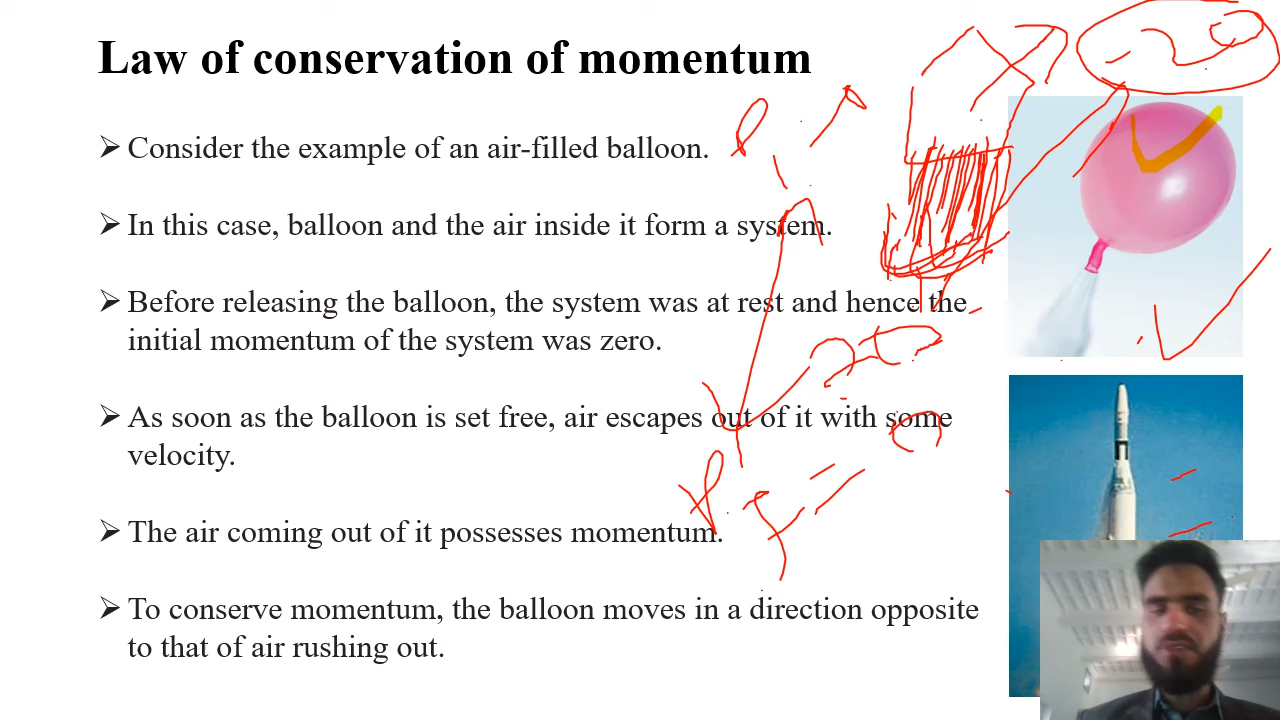 Law of conservation of momentum
➢ Consider the example of an air-filled balloon.
➢ In this case, balloon and the air inside it form a system.
➢ Before releasing the balloon, the system was at rest and hence the
initial momentum of the system was zero.
➢ As soon as the balloon is set free, air escapes out of it with some
velocity.
➢ The air coming out of it possesses momentum.
➢ To conserve momentum, the balloon moves in a direction opposite
to that of air rushing out.